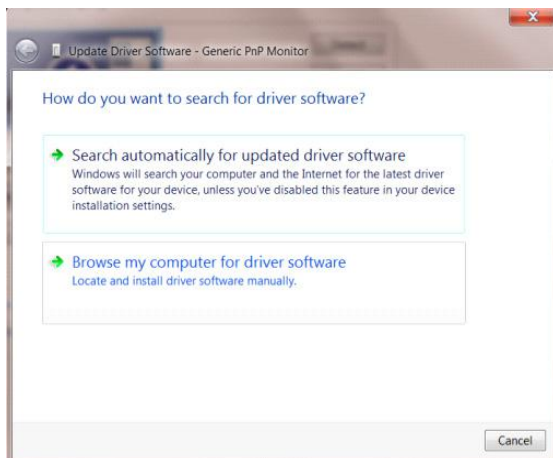 Update Driver Software - Generic PnP Monitor
How do you want to search for driver software?
Search automatically for updated driver software
Windows will search your computer and the Internet for the latest driver
software for your device, unless you've disabled this feature in your device
installation settings.
Browse my computer for driver software
Locate and install driver software manually.
Cancel